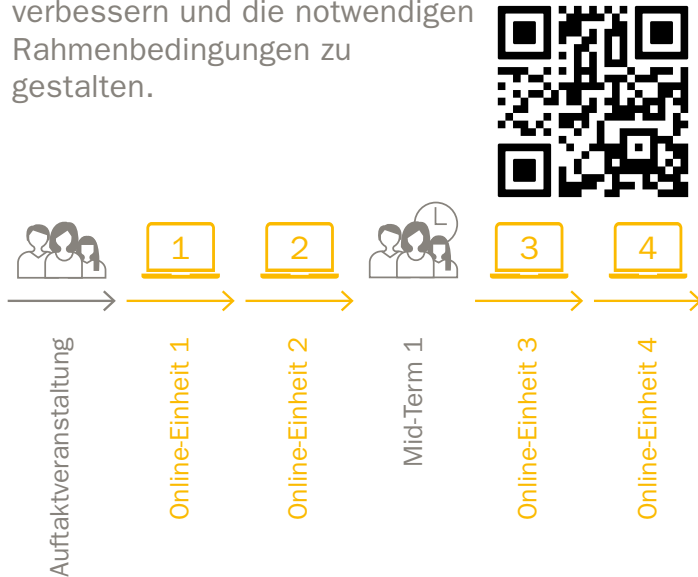 verbessern und die notwendigen
Rahmenbedingungen zu
gestalten.
1
2
3
4
Auftaktveranstaltung
Online-Einheit 1
Online-Einheit 2
Mid-Term 1
Online-Einheit 3
Online-Einheit 4